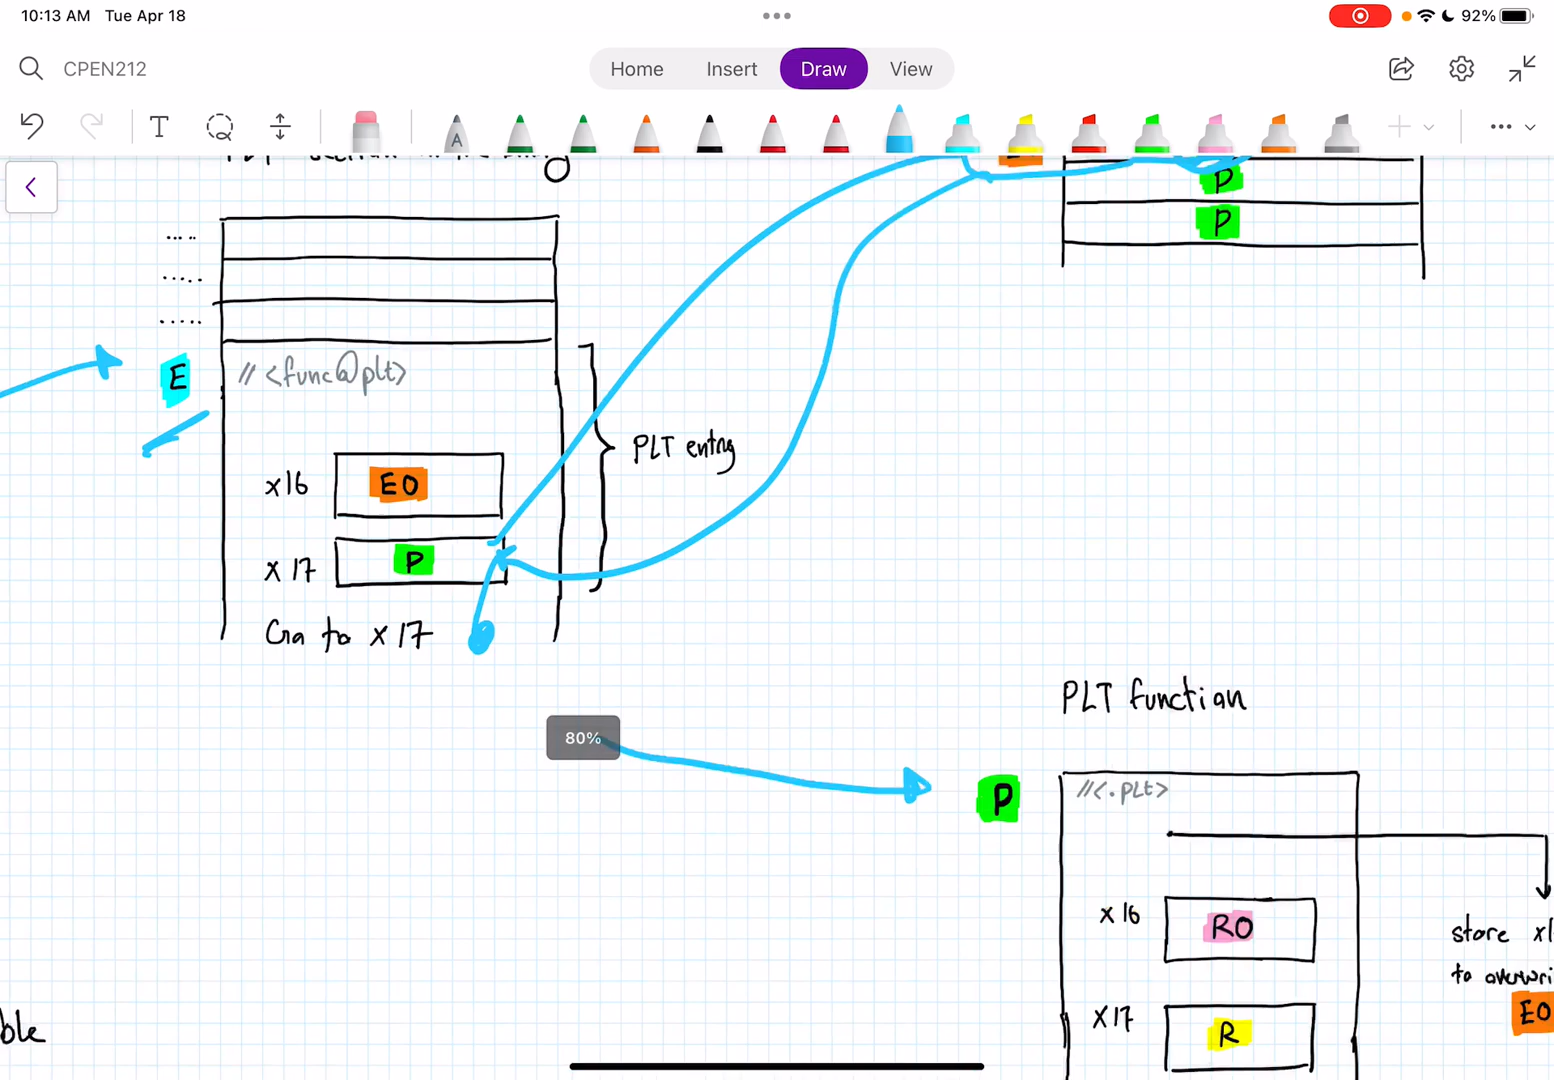 10:13 AM Tue Apr 18
92%
CPEN212
Home
Insert
Draw
View
T
A
P
P
E
// <func@plt>
x16 EO
PLT entry
x17 P
Go to x17
80%
PLT function
P
//<.plt>
x16 RO
store
to
EO
x17 R